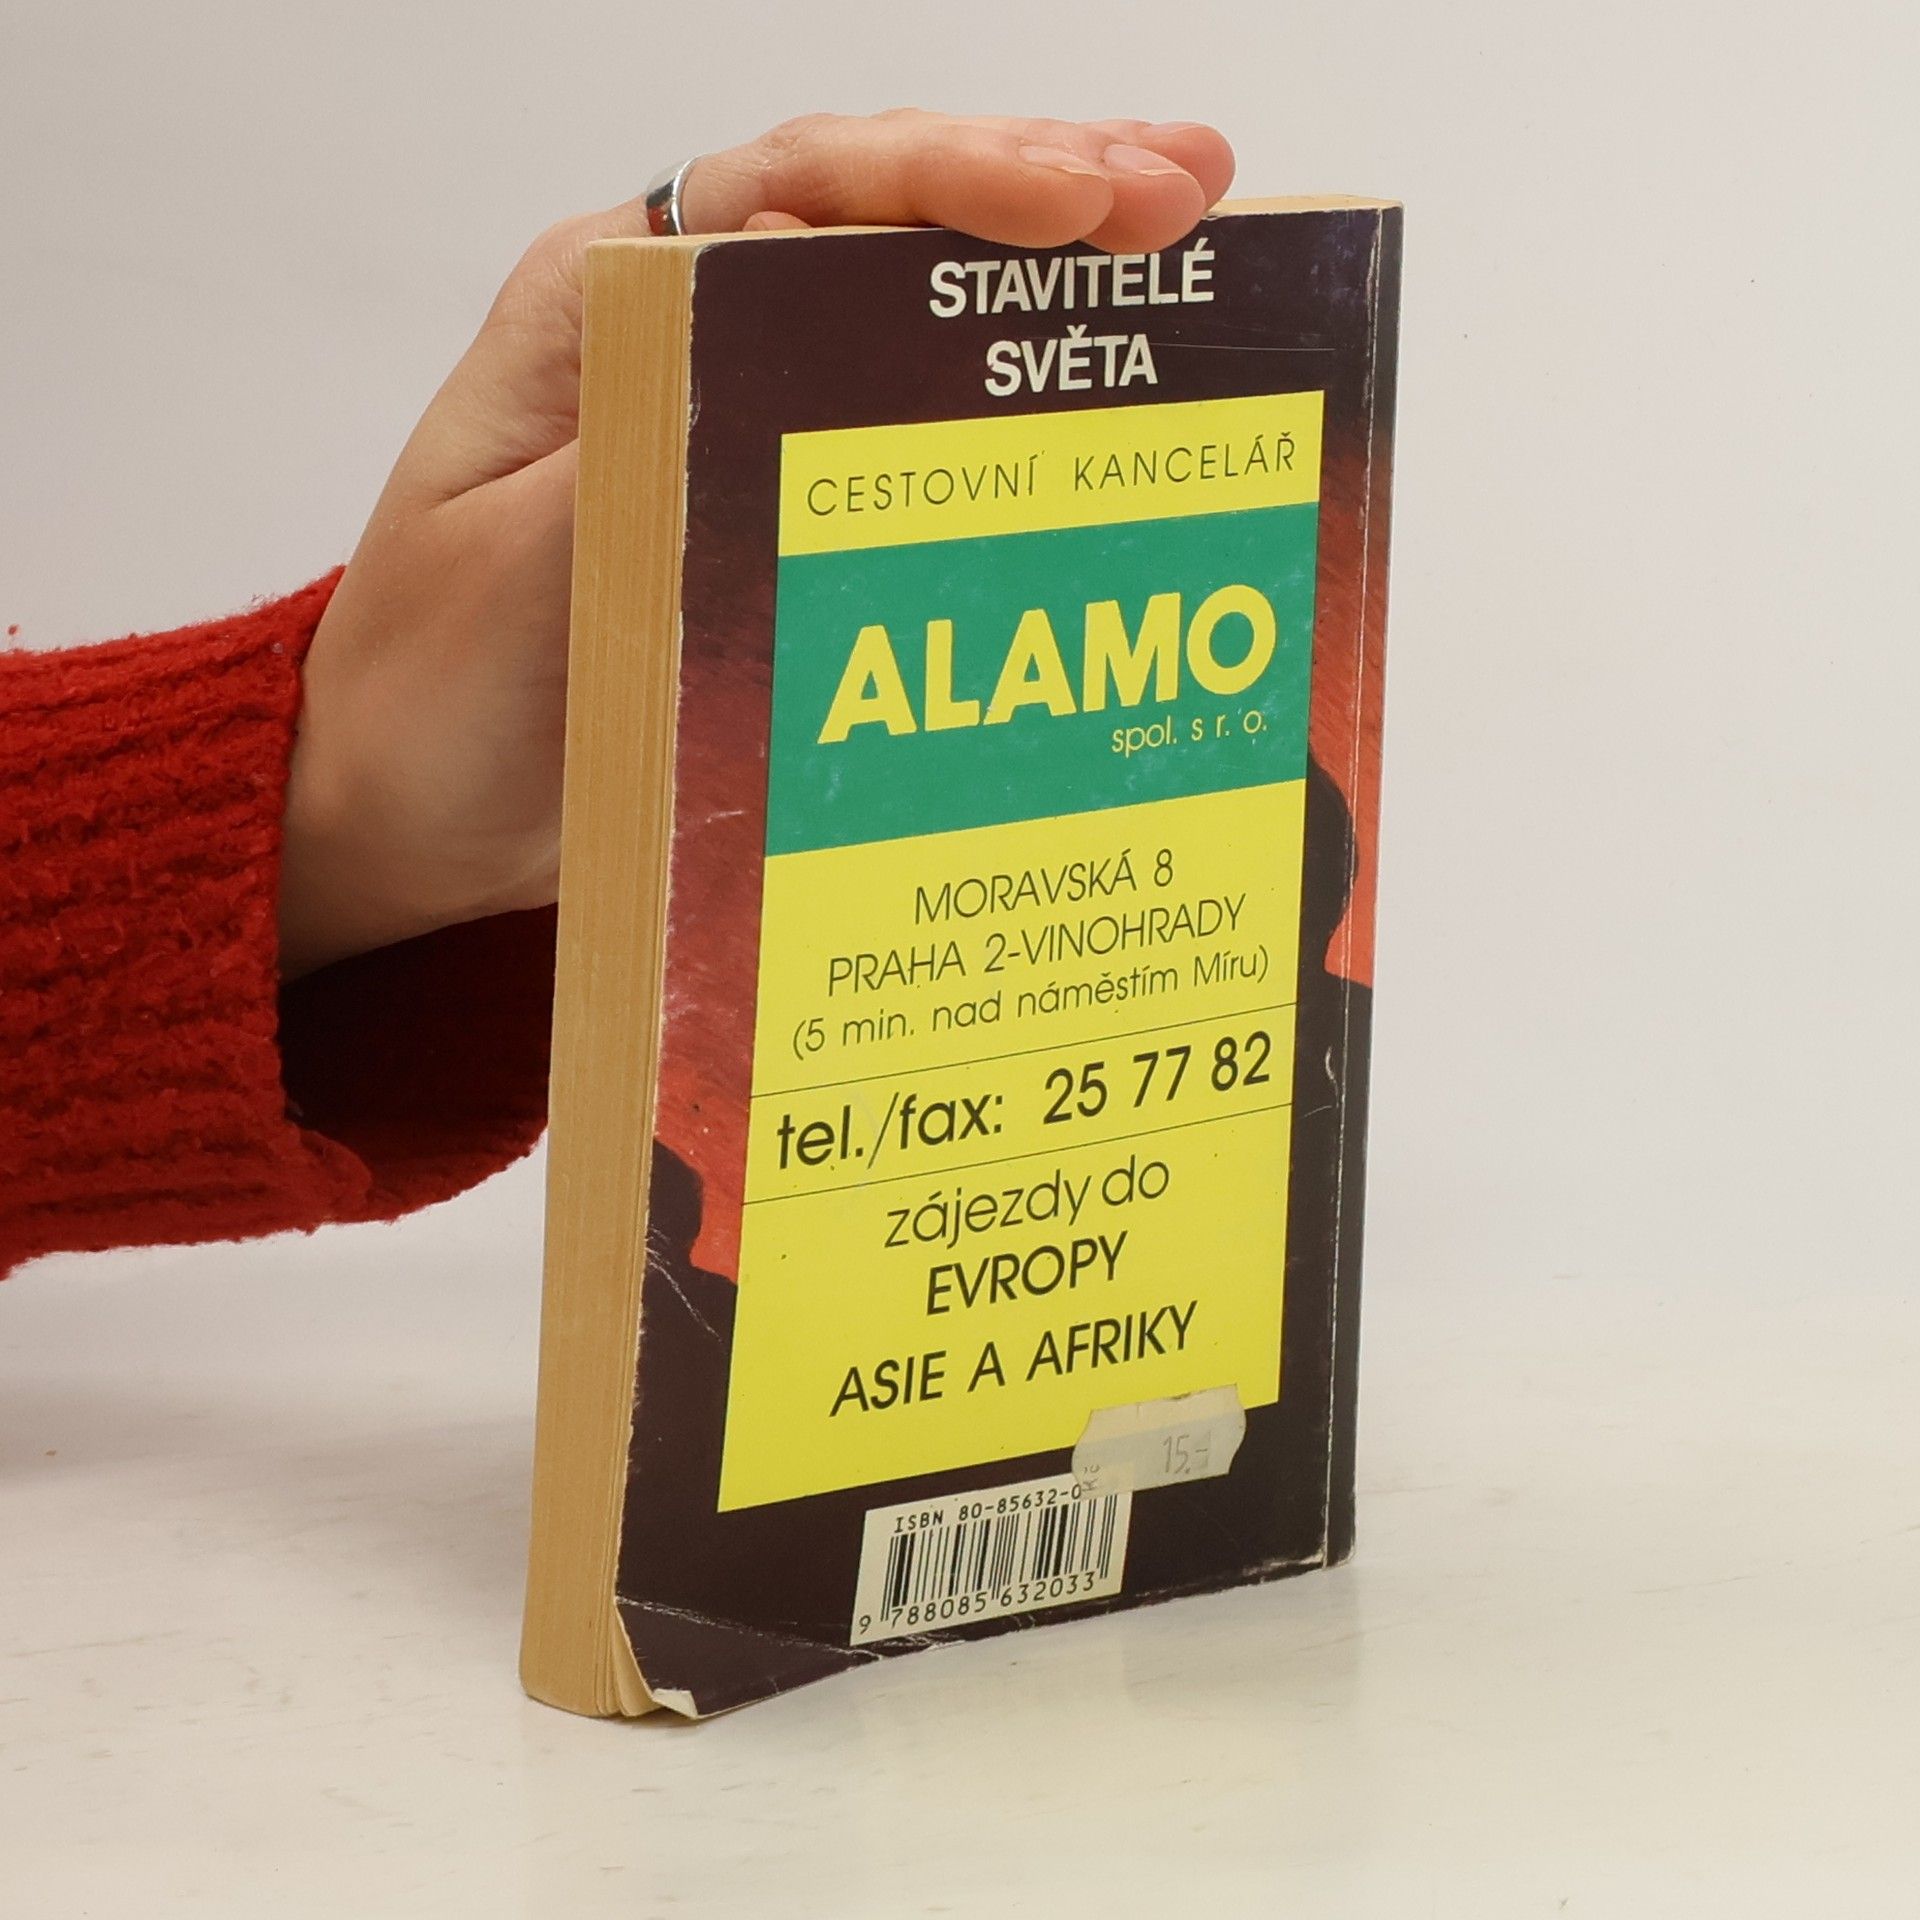 STAVITELÉ
SVĚTA
CESTOVNÍ KANCELÁŘ
ALAMO
spol. s r. o.
MORAVSKÁ 8
PRAHA 2-VINOHRADY
(5 min. nad náměstím Míru)
tel./fax: 25 77 82
zájezdy do
EVROPY
ASIE A AFRIKY
15,-
ISBN 80-85632-0
9 788085 632033